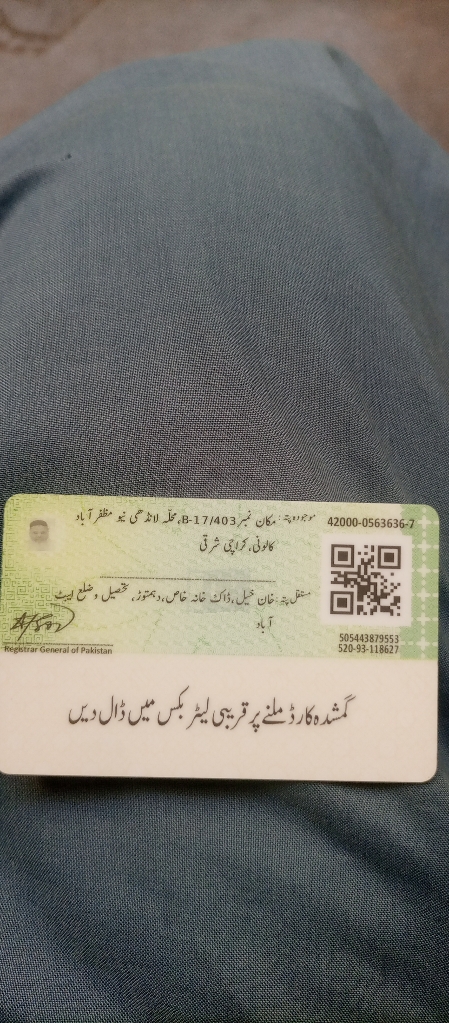 موجودہ پتہ: مکان نمبر B-17/403، محلّہ لانڈھی نیو مظفر آباد
کالونی، کراچی شرقی
42000-0563636-7
مستقل پتہ: خان خیل، ڈاک خانہ خاص، دہمتوڑ، تحصیل و ضلع ایبٹ
آباد
Registrar General of Pakistan
505443879553
520-93-118627
گمشدہ کارڈ ملنے پر قریبی لیٹر بکس میں ڈال دیں